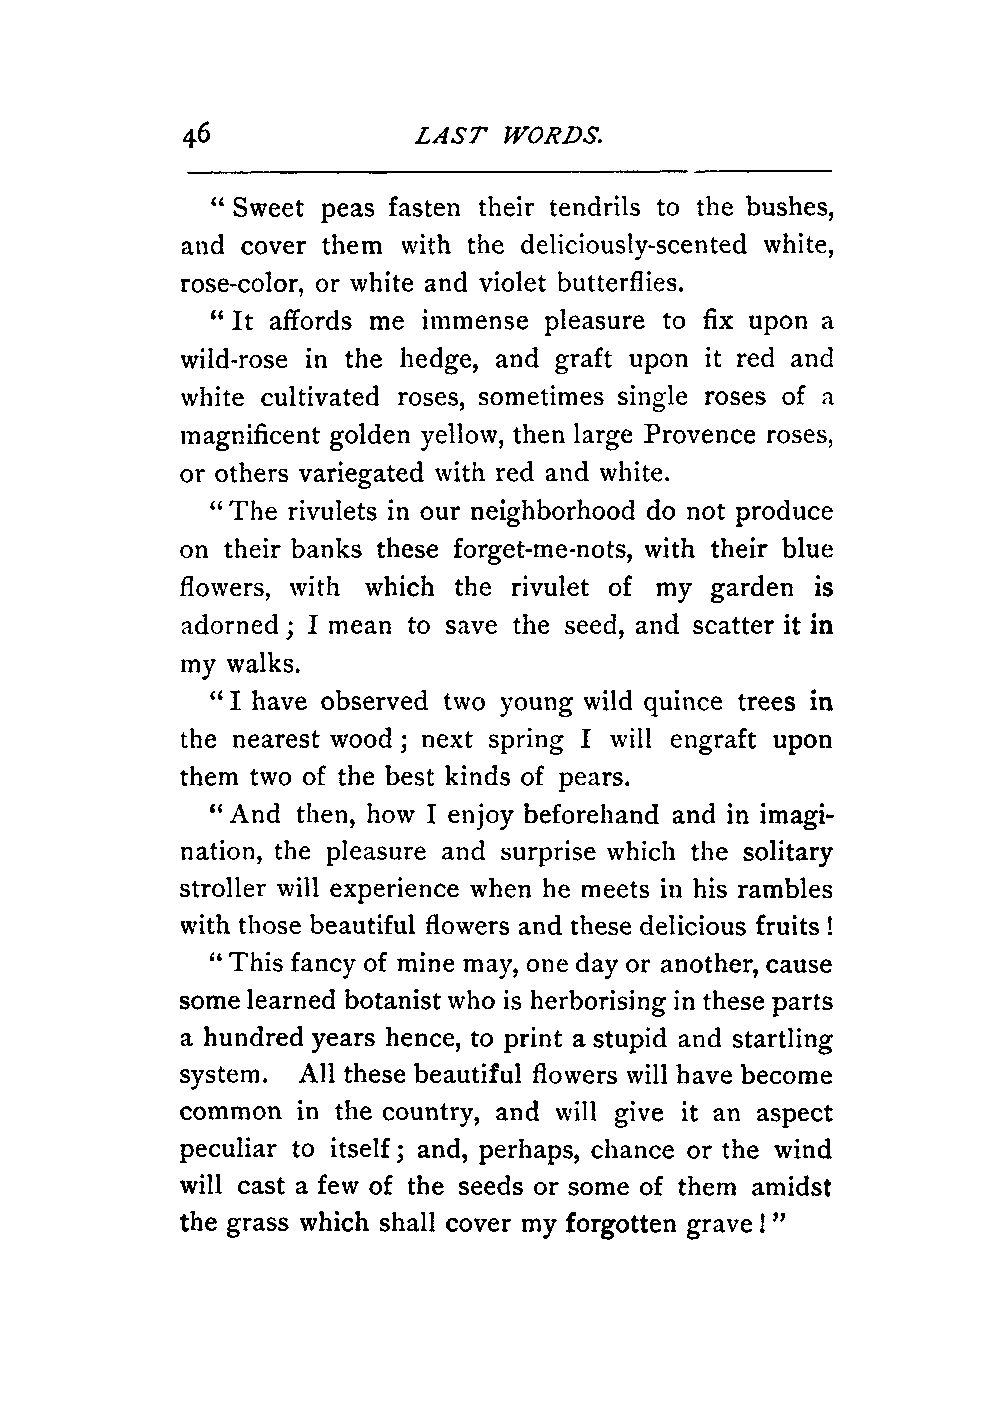 46 LAST WORDS.
“ Sweet peas fasten their tendrils to the bushes,
and cover them with the deliciously-scented white,
rose-color, or white and violet butterflies.
“ It affords me immense pleasure to fix upon a
wild-rose in the hedge, and graft upon it red and
white cultivated roses, sometimes single roses of a
magnificent golden yellow, then large Provence roses,
or others variegated with red and white.
“ The rivulets in our neighborhood do not produce
on their banks these forget-me-nots, with their blue
flowers, with which the rivulet of my garden is
adorned ; I mean to save the seed, and scatter it in
my walks.
“ I have observed two young wild quince trees in
the nearest wood ; next spring I will engraft upon
them two of the best kinds of pears.
“ And then, how I enjoy beforehand and in imagi-
nation, the pleasure and surprise which the solitary
stroller will experience when he meets in his rambles
with those beautiful flowers and these delicious fruits !
“ This fancy of mine may, one day or another, cause
some learned botanist who is herborising in these parts
a hundred years hence, to print a stupid and startling
system. All these beautiful flowers will have become
common in the country, and will give it an aspect
peculiar to itself ; and, perhaps, chance or the wind
will cast a few of the seeds or some of them amidst
the grass which shall cover my forgotten grave ! ”